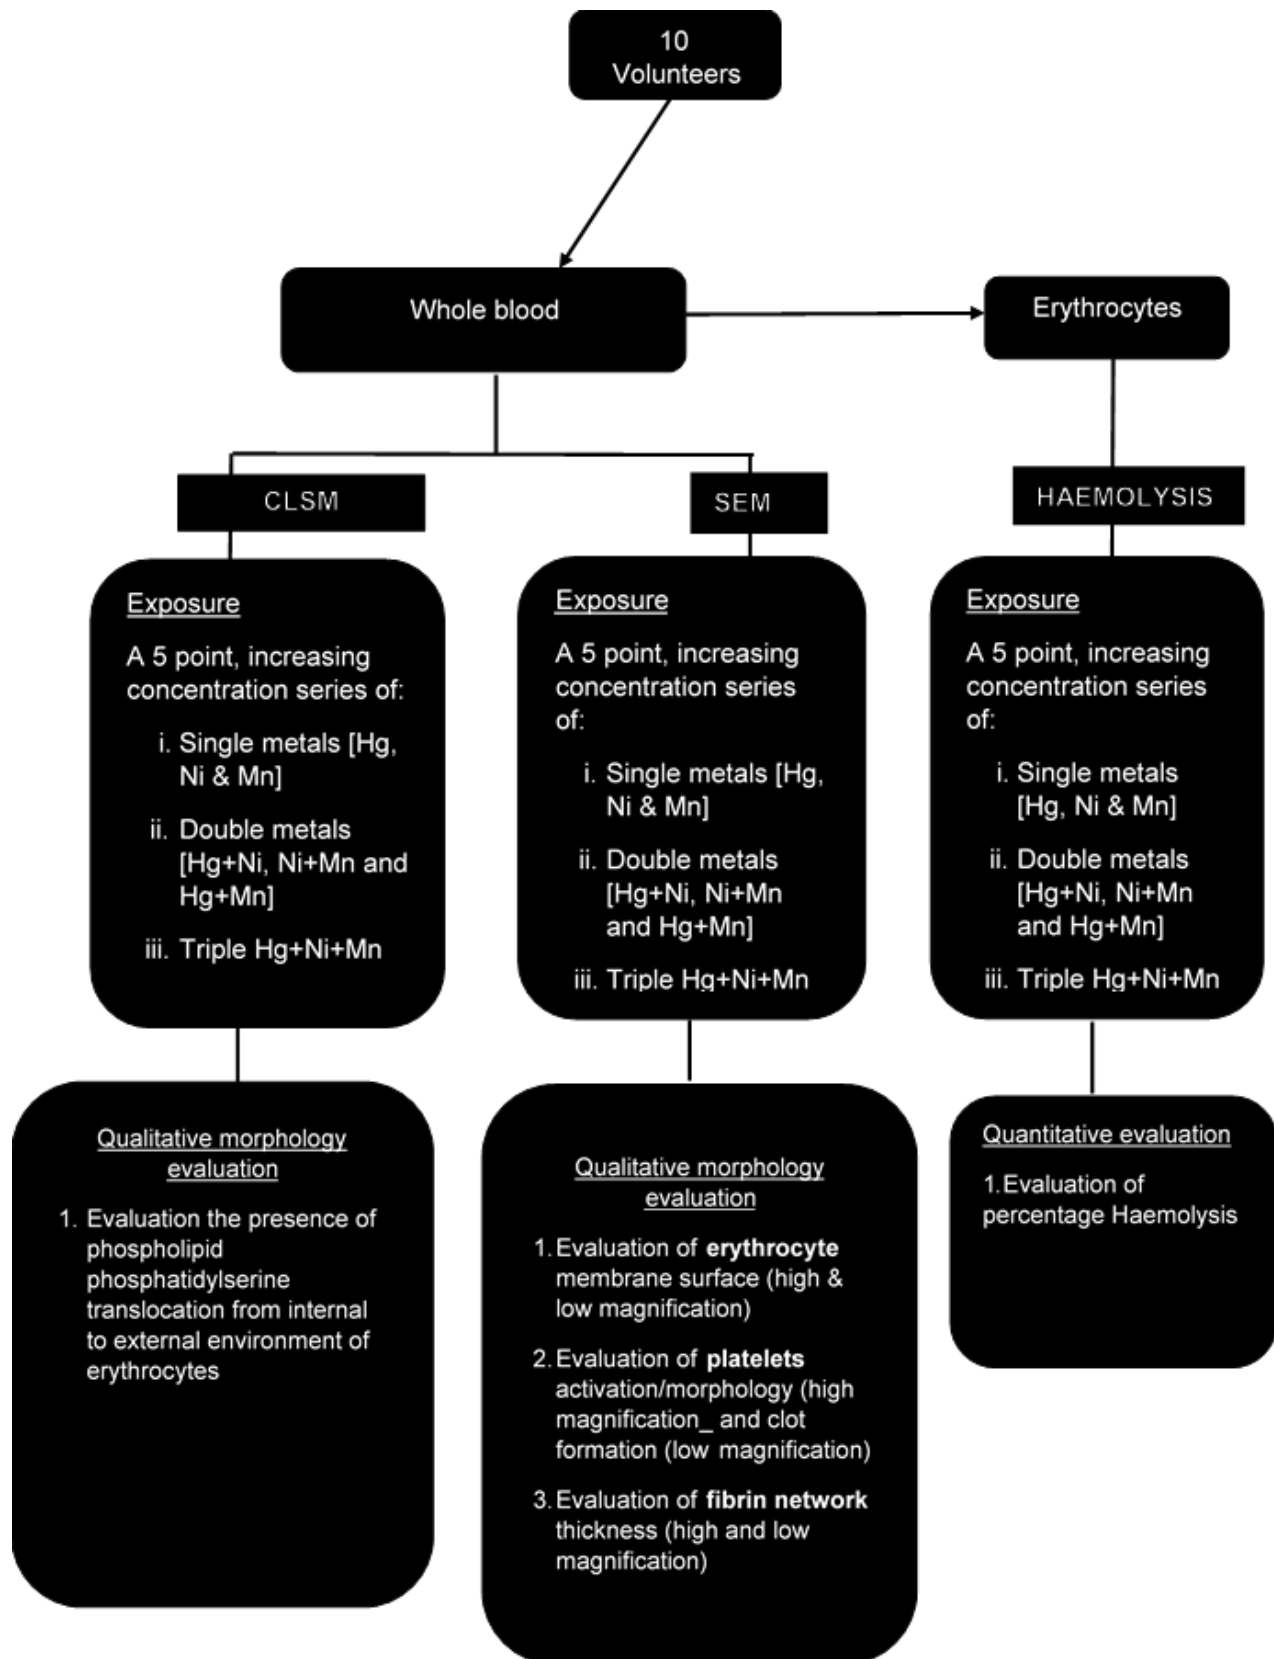 10
Volunteers
Whole blood
Erythrocytes
CLSM
SEM
HAEMOLYSIS
Exposure
A 5 point, increasing
concentration series of:
i. Single metals [Hg,
Ni & Mn]
ii. Double metals
[Hg+Ni, Ni+Mn and
Hg+Mn]
iii. Triple Hg+Ni+Mn
Exposure
A 5 point, increasing
concentration series
of:
i. Single metals [Hg,
Ni & Mn]
ii. Double metals
[Hg+Ni, Ni+Mn
and Hg+Mn]
iii. Triple Hg+Ni+Mn
Exposure
A 5 point, increasing
concentration series
of:
i. Single metals
[Hg, Ni & Mn]
ii. Double metals
[Hg+Ni, Ni+Mn
and Hg+Mn]
iii. Triple Hg+Ni+Mn
Qualitative morphology
evaluation
1. Evaluation the presence of
phospholipid
phosphatidylserine
translocation from internal
to external environment of
erythrocytes
Qualitative morphology
evaluation
1. Evaluation of erythrocyte
membrane surface (high &
low magnification)
2. Evaluation of platelets
activation/morphology (high
magnification_ and clot
formation (low magnification)
3. Evaluation of fibrin network
thickness (high and low
magnification)
Quantitative evaluation
1.Evaluation of
percentage Haemolysis